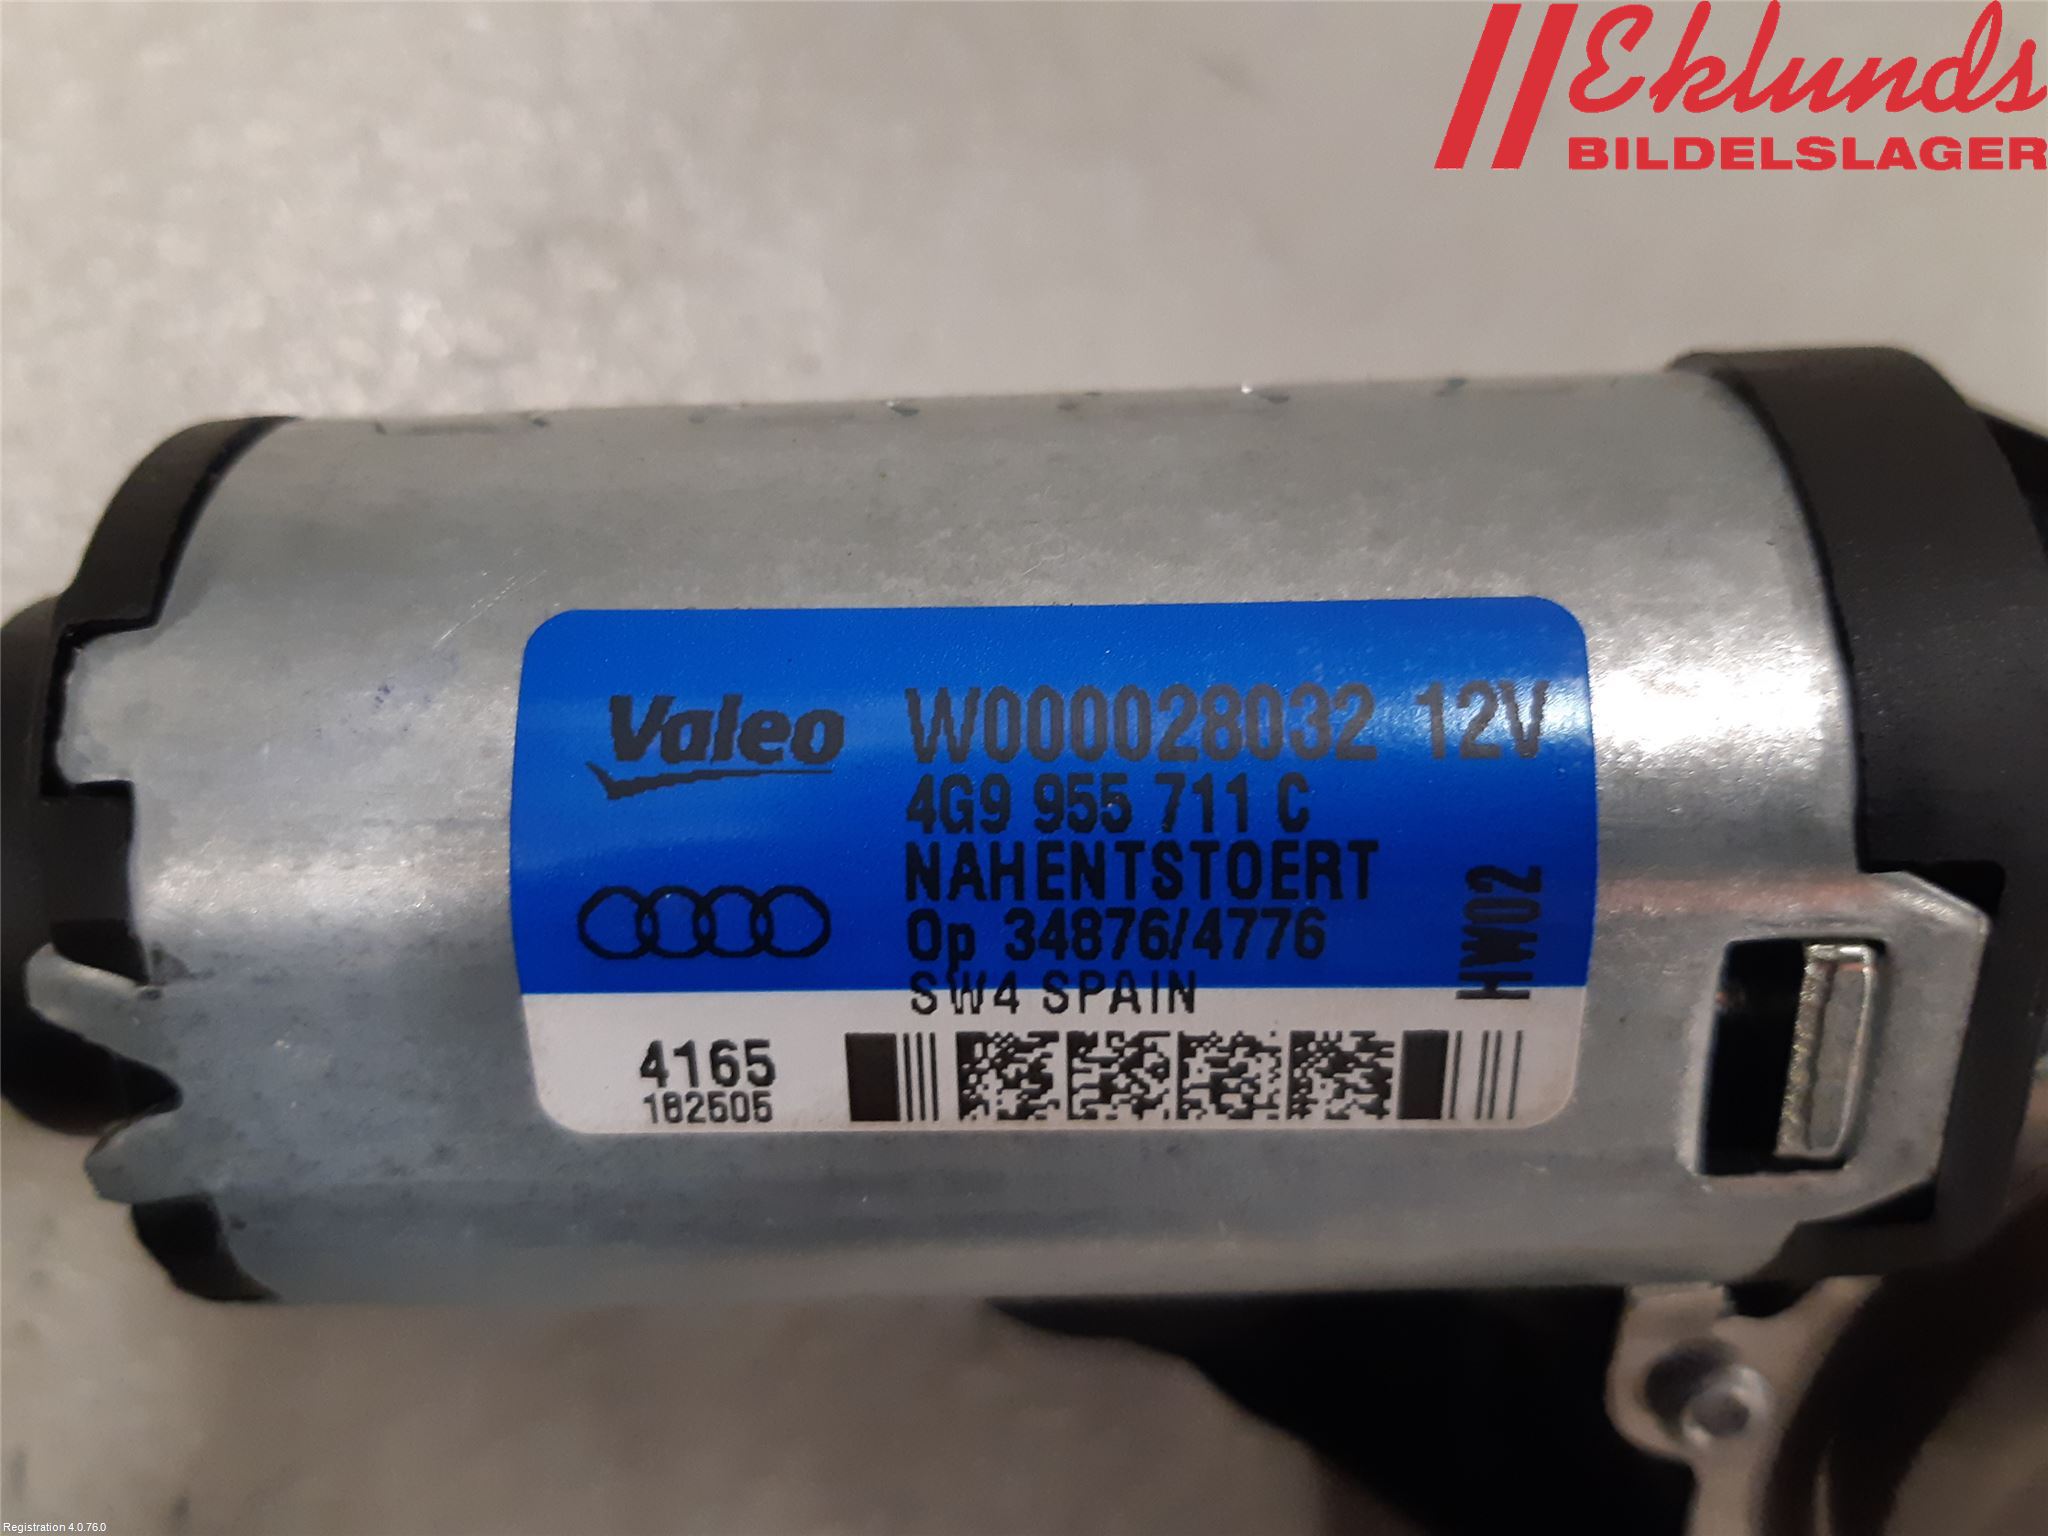 Eklunds
BILDELSLAGER
Valeo W000028032 12V
4G9 955 711 C
NAHENTSTOERT
Op 34876/4776
SW4 SPAIN
HW02
4165
182505
Registration 4.0.76.0